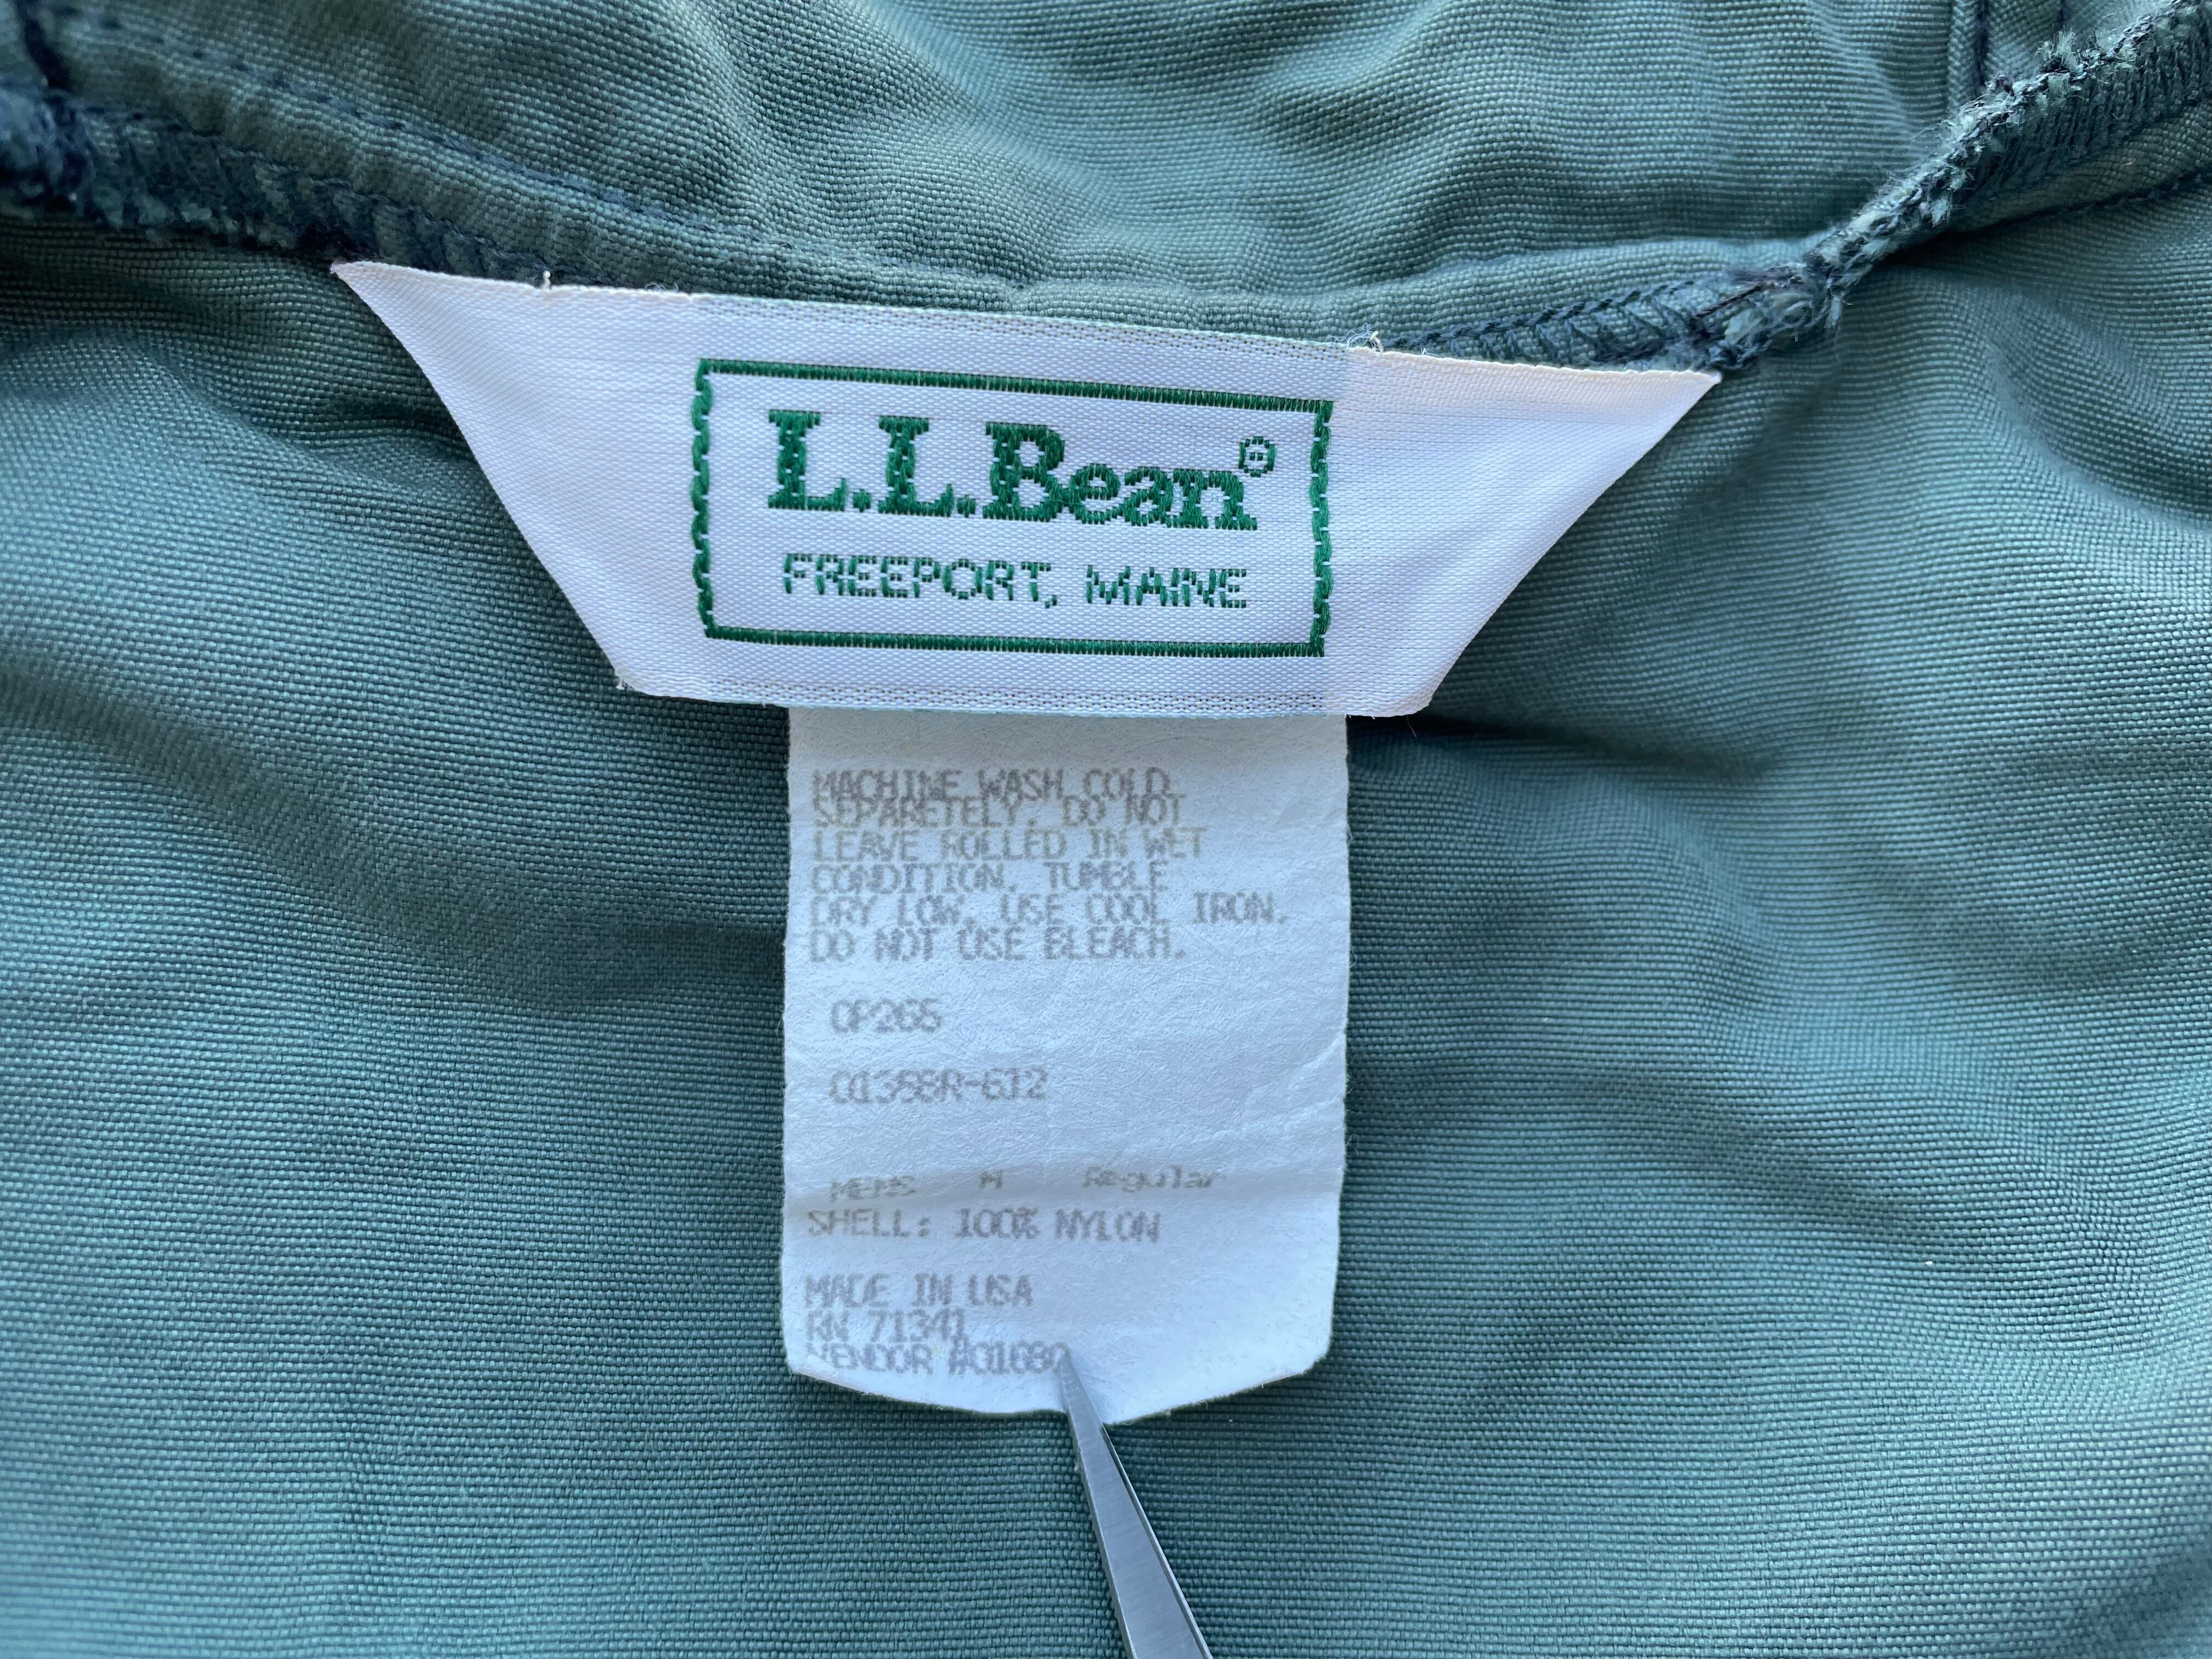 L.L.Bean®
FREEPORT, MAINE
MACHINE WASH COLD.
SEPARETELY. DO NOT
LEAVE ROLLED IN WET
CONDITION. TUMBLE
DRY LOW. USE COOL IRON.
DO NOT USE BLEACH.
OP265
MENS M Regular
SHELL: 100% NYLON
MADE IN USA
RN 71341
VENDOR